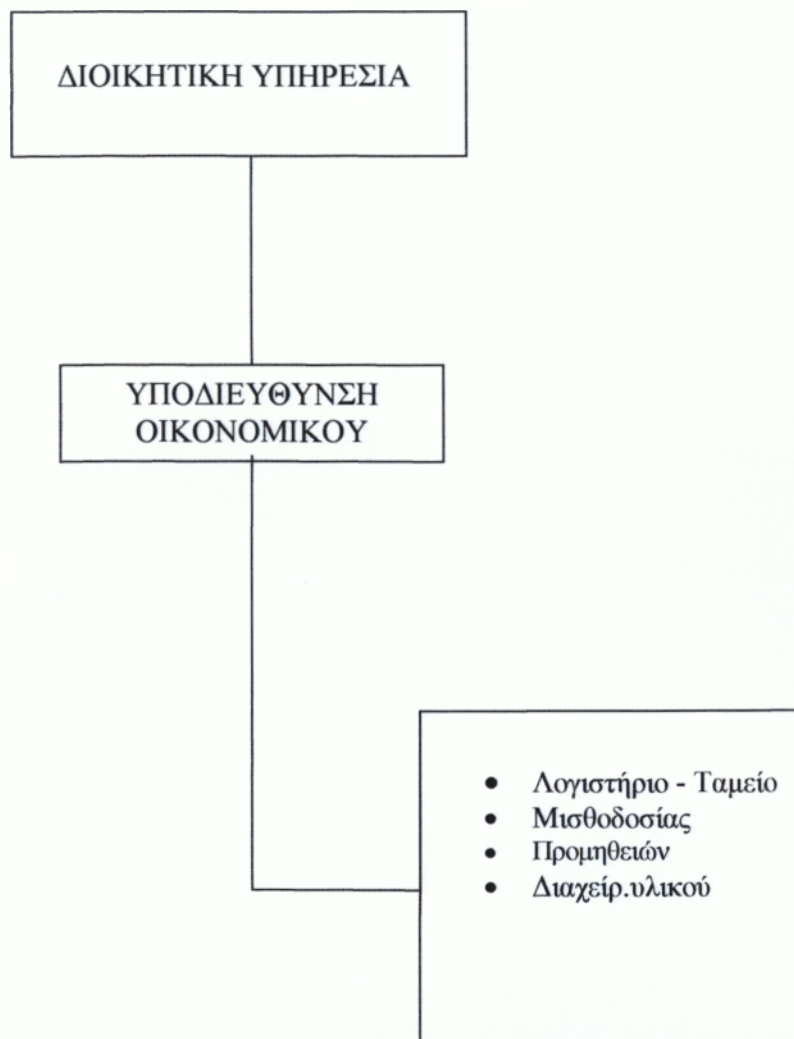 ΔΙΟΙΚΗΤΙΚΗ ΥΠΗΡΕΣΙΑ
ΥΠΟΔΙΕΥΘΥΝΣΗ
ΟΙΚΟΝΟΜΙΚΟΥ
• Λογιστήριο - Ταμείο
• Μισθοδοσίας
• Προμηθειών
• Διαχείρ.υλικού